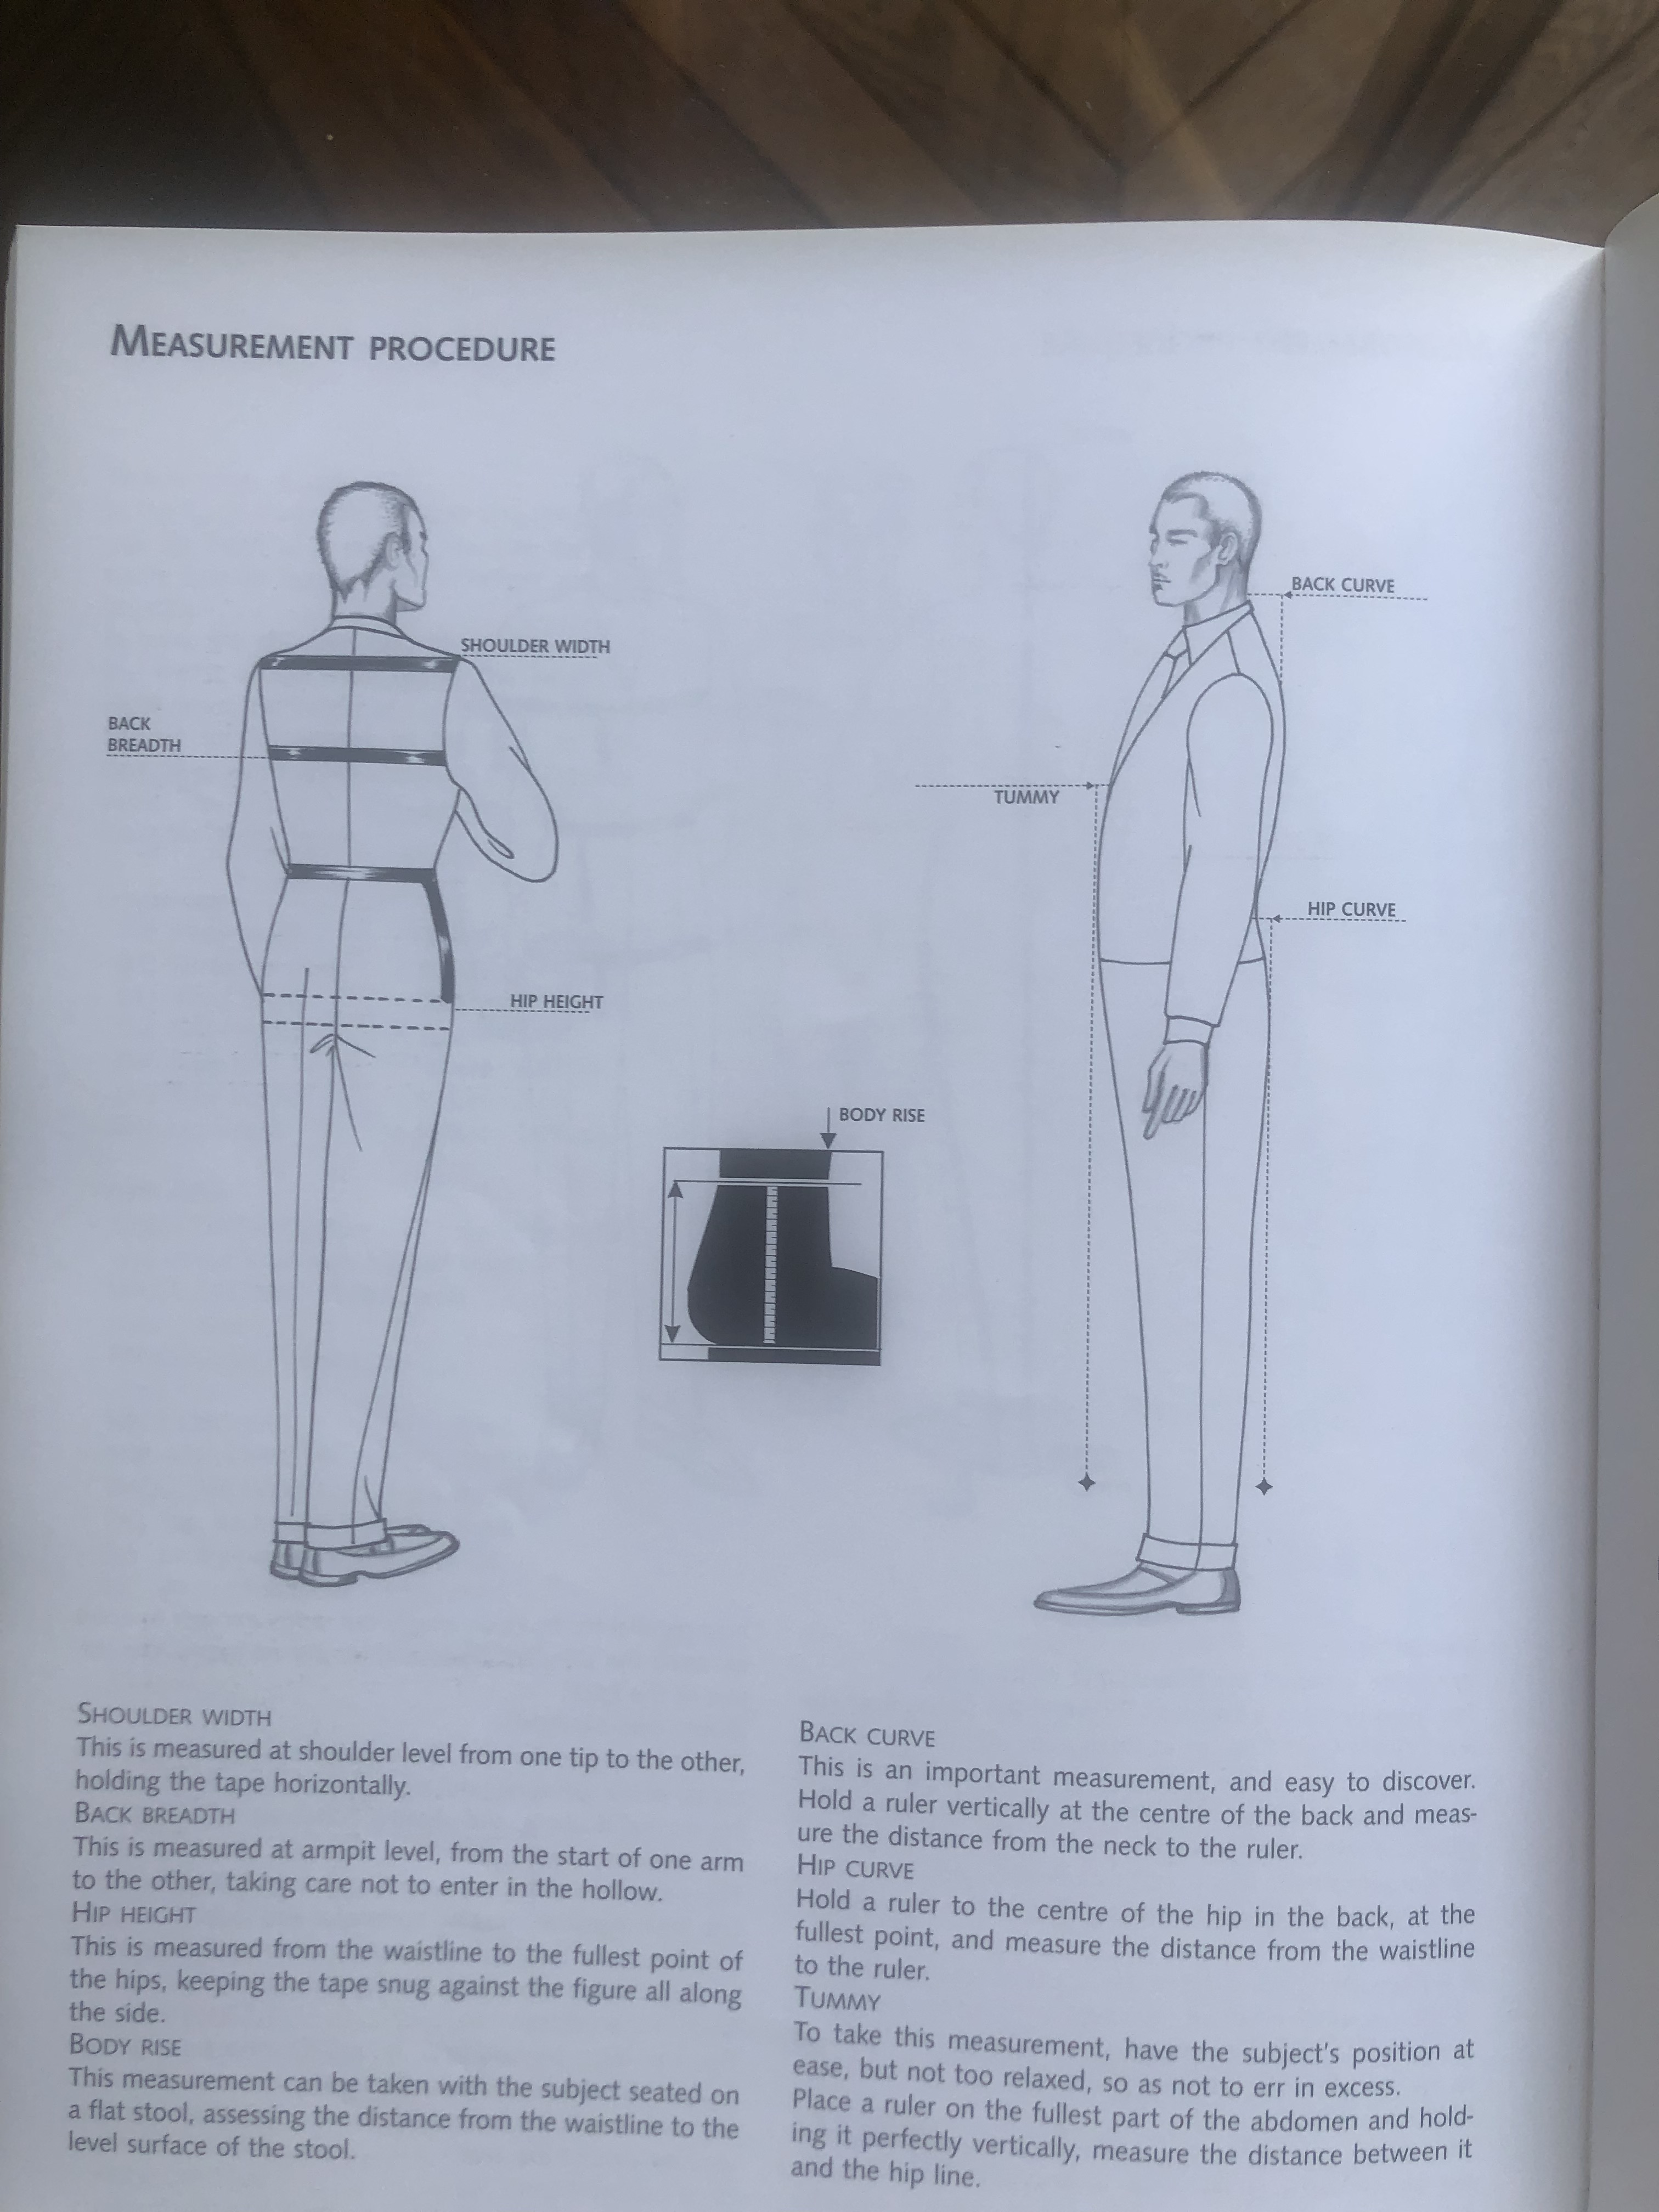 MEASUREMENT PROCEDURE
SHOULDER WIDTH
BACK
BREADTH
HIP HEIGHT
BODY RISE
BACK CURVE
TUMMY
HIP CURVE
SHOULDER WIDTH
This is measured at shoulder level from one tip to the other,
holding the tape horizontally.
BACK BREADTH
This is measured at armpit level, from the start of one arm
to the other, taking care not to enter in the hollow.
HIP HEIGHT
This is measured from the waistline to the fullest point of
the hips, keeping the tape snug against the figure all along
the side.
BODY RISE
This measurement can be taken with the subject seated on
a flat stool, assessing the distance from the waistline to the
level surface of the stool.
BACK CURVE
This is an important measurement, and easy to discover.
Hold a ruler vertically at the centre of the back and meas-
ure the distance from the neck to the ruler.
HIP CURVE
Hold a ruler to the centre of the hip in the back, at the
fullest point, and measure the distance from the waistline
to the ruler.
TUMMY
To take this measurement, have the subject's position at
ease, but not too relaxed, so as not to err in excess.
Place a ruler on the fullest part of the abdomen and hold-
ing it perfectly vertically, measure the distance between it
and the hip line.